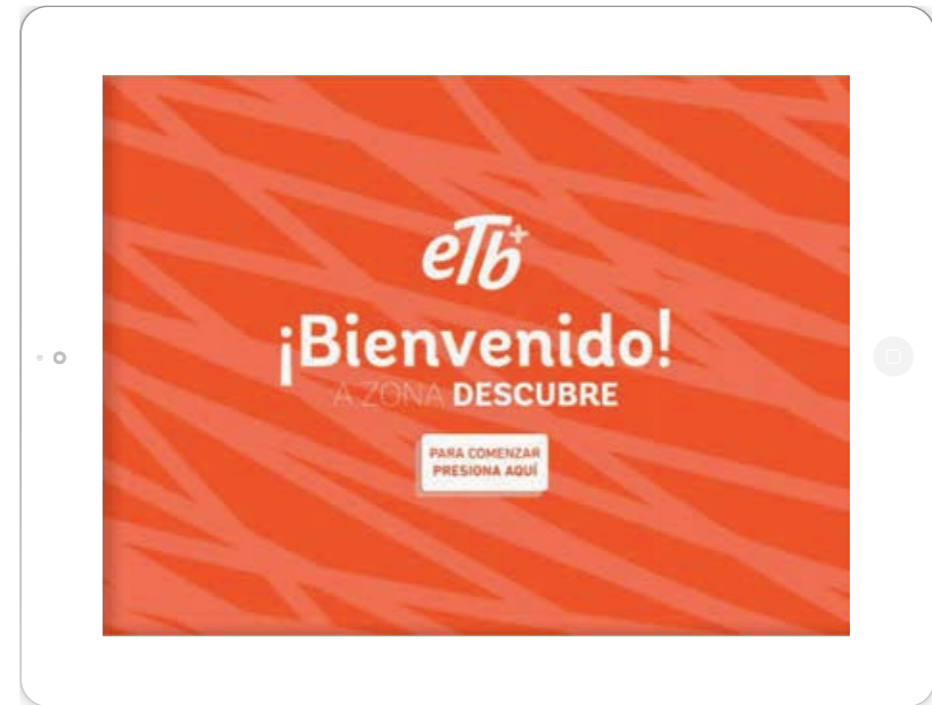 eTb+
¡Bienvenido!
A ZONA DESCUBRE
PARA COMENZAR
PRESIONA AQUÍ